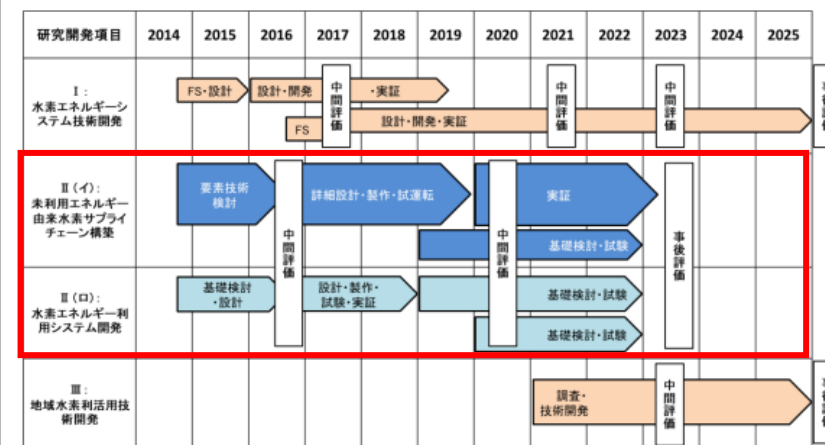 研究開発項目 2014 2015 2016 2017 2018 2019 2020 2021 2022 2023 2024 2025
Ⅰ:
水素エネルギーシ
ステム技術開発
FS・設計
設計・開発
・実証
FS
設計・開発・実証
中間評価
中間評価
中間評価
Ⅱ(イ):
未利用エネルギー
由来水素サプライ
チェーン構築
要素技術
検討
中間評価
詳細設計・製作・試運転
中間評価
実証
基礎検討・試験
事後評価
Ⅱ(ロ):
水素エネルギー利
用システム開発
基礎検討
・設計
設計・製作・
試験・実証
基礎検討・試験
基礎検討・試験
Ⅲ:
地域水素利活用技
術開発
調査・
技術開発
中間評価